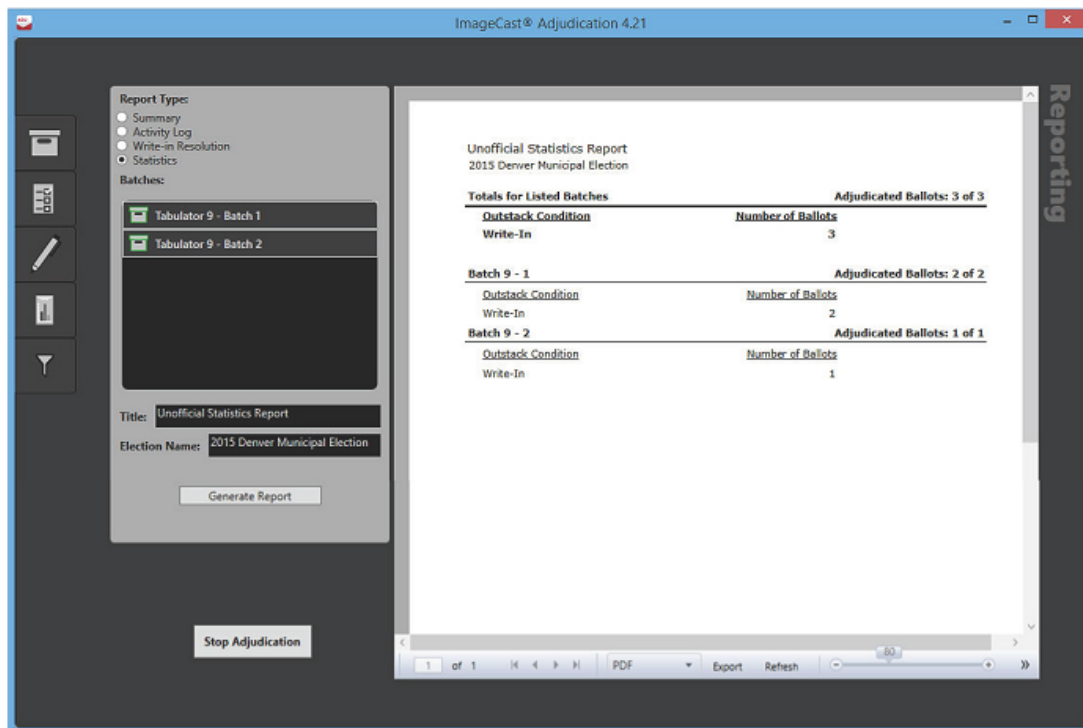 ImageCast® Adjudication 4.21
Reporting
Report Type:
Summary
Activity Log
Write-in Resolution
Statistics
Batches:
Tabulator 9 - Batch 1
Tabulator 9 - Batch 2
Title: Unofficial Statistics Report
Election Name: 2015 Denver Municipal Election
Generate Report
Stop Adjudication
Unofficial Statistics Report
2015 Denver Municipal Election
Totals for Listed Batches Adjudicated Ballots: 3 of 3
Outstack Condition Number of Ballots
Write-In 3
Batch 9 - 1 Adjudicated Ballots: 2 of 2
Outstack Condition Number of Ballots
Write-In 2
Batch 9 - 2 Adjudicated Ballots: 1 of 1
Outstack Condition Number of Ballots
Write-In 1
1 of 1 PDF Export Refresh 80